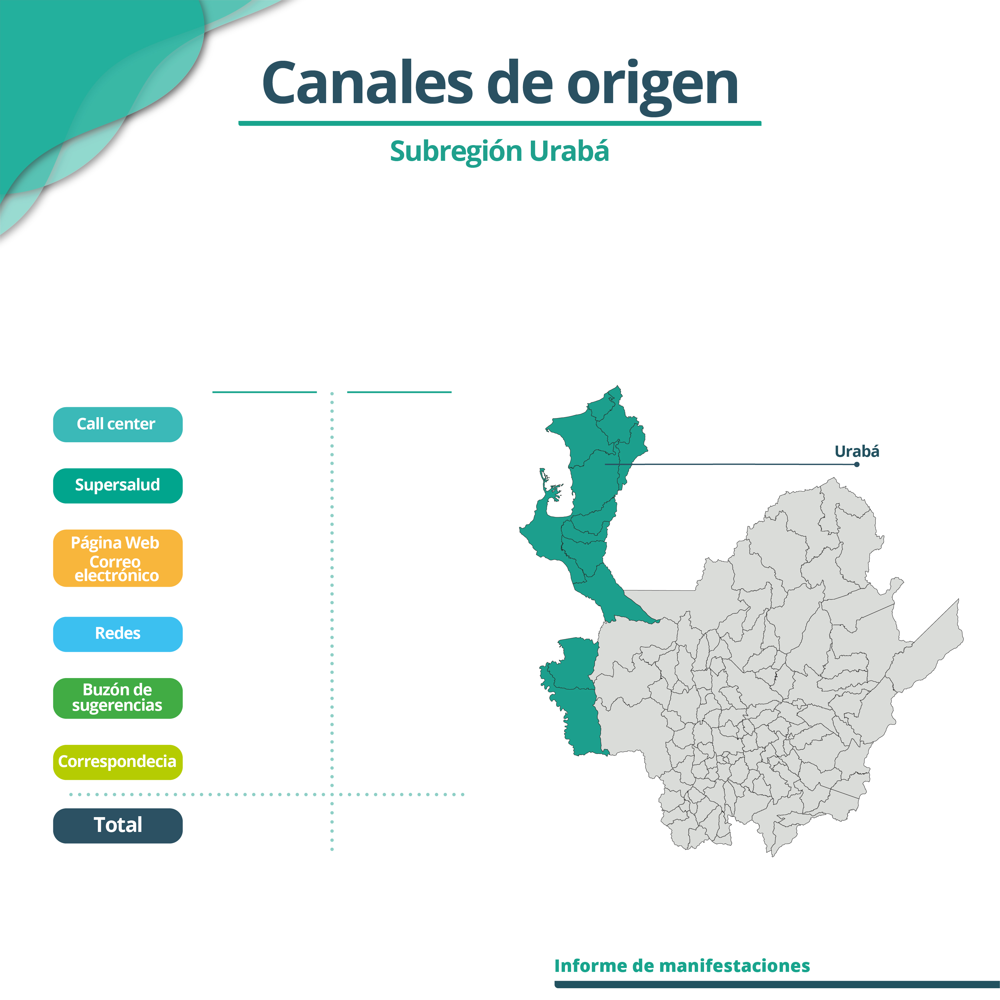 Canales de origen
Subregión Urabá
Call center
Supersalud
Página Web
Correo
electrónico
Redes
Buzón de
sugerencias
Correspondecia
Total
Urabá
Informe de manifestaciones